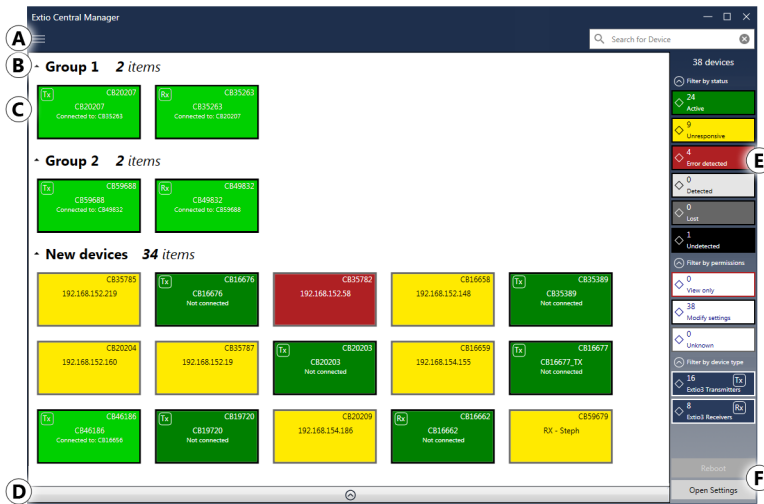 Extio Central Manager
A
Search for Device
B
Group 1 2 items
38 devices
Filter by status
C
Tx CB20207
CB20207
Connected to: CB35263
Rx CB35263
CB35263
Connected to: CB20207
24
Active
9
Unresponsive
Group 2 2 items
4
Error detected
E
Tx CB59688
CB59688
Connected to: CB49832
Rx CB49832
CB49832
Connected to: CB59688
0
Detected
0
Lost
1
Undetected
New devices 34 items
Filter by permissions
CB35785
192.168.152.219
Tx CB16676
CB16676
Not connected
CB35782
192.168.152.58
CB16658
192.168.152.148
Tx CB35389
CB35389
Not connected
0
View only
38
Modify settings
0
Unknown
CB20204
192.168.152.160
CB35787
192.168.152.19
Tx CB20203
CB20203
Not connected
CB16659
192.168.154.155
Tx CB16677
CB16677_TX
Not connected
Filter by device type
16 Tx
Extio3 Transmitters
8 Rx
Extio3 Receivers
Tx CB46186
CB46186
Connected to: CB16656
Tx CB19720
CB19720
Not connected
CB20209
192.168.154.186
Rx CB16662
CB16662
Not connected
CB59679
RX - Steph
Reboot
F
D
Open Settings